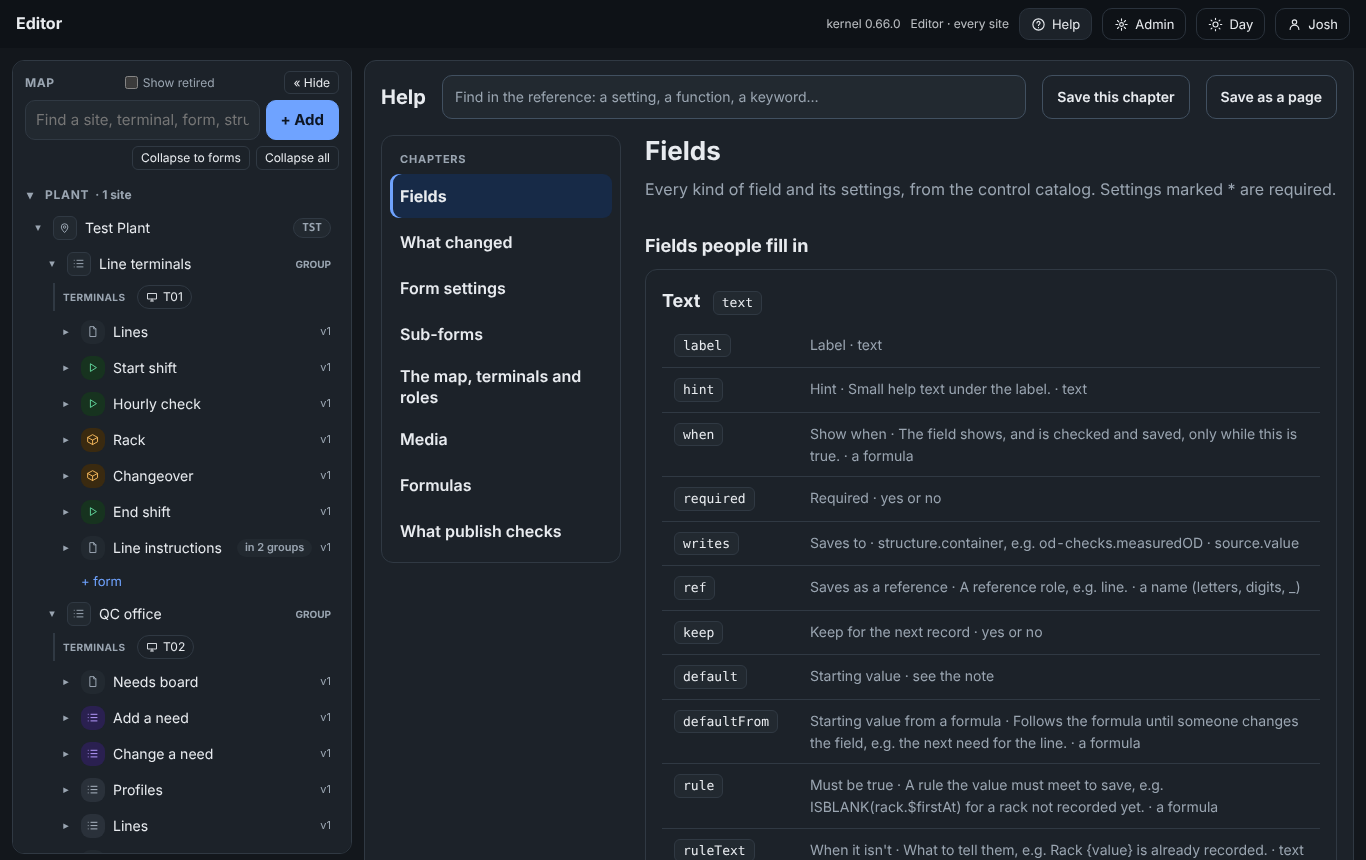 Editor
kernel 0.66.0 Editor · every site Help Admin Day Josh
MAP Show retired « Hide
Find a site, terminal, form, stru + Add
Collapse to forms Collapse all
PLANT · 1 site
Test Plant TST
Line terminals GROUP
TERMINALS T01
Lines v1
Start shift v1
Hourly check v1
Rack v1
Changeover v1
End shift v1
Line instructions in 2 groups v1
+ form
QC office GROUP
TERMINALS T02
Needs board v1
Add a need v1
Change a need v1
Profiles v1
Lines v1
Help Find in the reference: a setting, a function, a keyword... Save this chapter Save as a page
CHAPTERS
Fields
What changed
Form settings
Sub-forms
The map, terminals and
roles
Media
Formulas
What publish checks
Fields
Every kind of field and its settings, from the control catalog. Settings marked * are required.
Fields people fill in
Text text
label Label · text
hint Hint · Small help text under the label. · text
when Show when · The field shows, and is checked and saved, only while this is
true. · a formula
required Required · yes or no
writes Saves to · structure.container, e.g. od-checks.measuredOD · source.value
ref Saves as a reference · A reference role, e.g. line. · a name (letters, digits, _)
keep Keep for the next record · yes or no
default Starting value · see the note
defaultFrom Starting value from a formula · Follows the formula until someone changes
the field, e.g. the next need for the line. · a formula
rule Must be true · A rule the value must meet to save, e.g.
ISBLANK(rack.$firstAt) for a rack not recorded yet. · a formula
ruleText When it isn't · What to tell them, e.g. Rack {value} is already recorded. · text